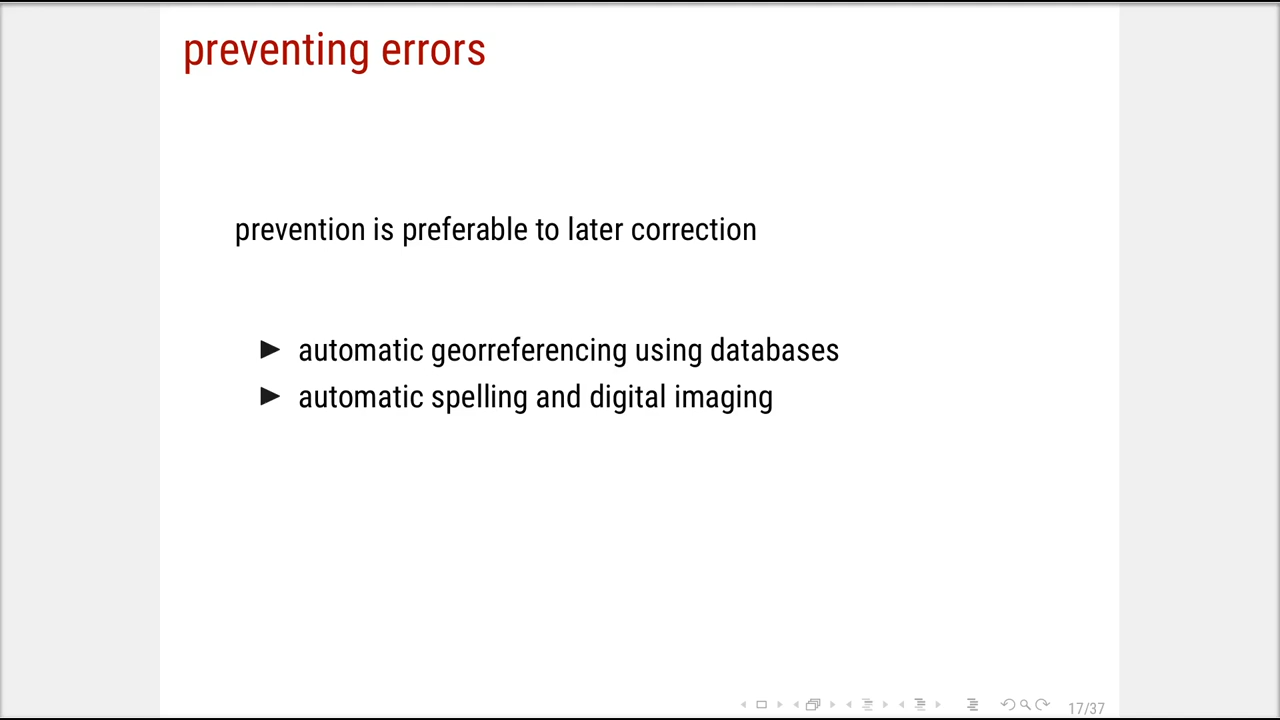 preventing errors
prevention is preferable to later correction
▶ automatic georreferencing using databases
▶ automatic spelling and digital imaging
17/37